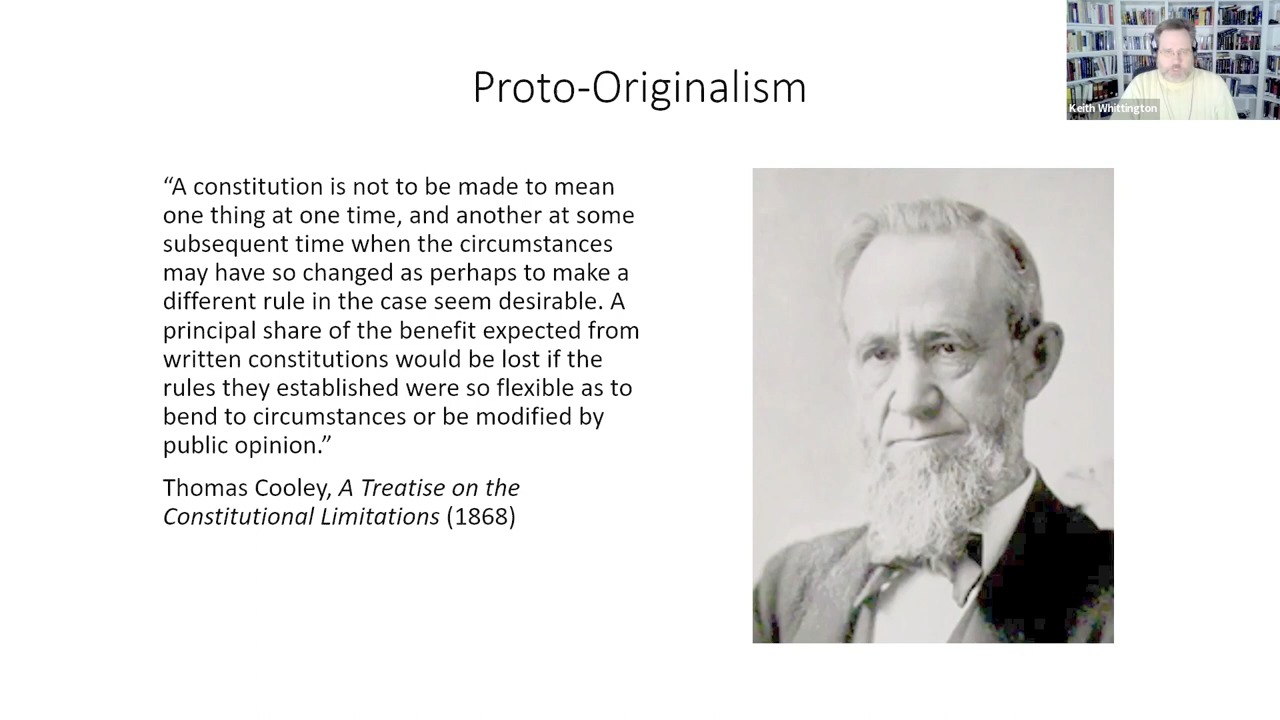 Proto-Originalism
Keith Whittington
“A constitution is not to be made to mean
one thing at one time, and another at some
subsequent time when the circumstances
may have so changed as perhaps to make a
different rule in the case seem desirable. A
principal share of the benefit expected from
written constitutions would be lost if the
rules they established were so flexible as to
bend to circumstances or be modified by
public opinion.”
Thomas Cooley, A Treatise on the
Constitutional Limitations (1868)